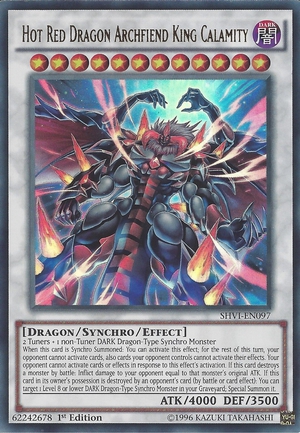 HOT RED DRAGON ARCHFIEND KING CALAMITY
DARK
闇
SHVI-EN097
[DRAGON/SYNCHRO/EFFECT]
2 Tuners + 1 non-Tuner DARK Dragon-Type Synchro Monster
When this card is Synchro Summoned: You can activate this effect; for the rest of this turn, your
opponent cannot activate cards, also cards your opponent controls cannot activate their effects. Your
opponent cannot activate cards or effects in response to this effect's activation. If this card destroys
a monster by battle: Inflict damage to your opponent equal to that monster's original ATK. If this
card in its owner's possession is destroyed by an opponent's card (by battle or card effect): You can
target 1 Level 8 or lower DARK Dragon-Type Synchro Monster in your Graveyard; Special Summon it.
ATK/4000 DEF/3500
62242678 1st Edition ©1996 KAZUKI TAKAHASHI